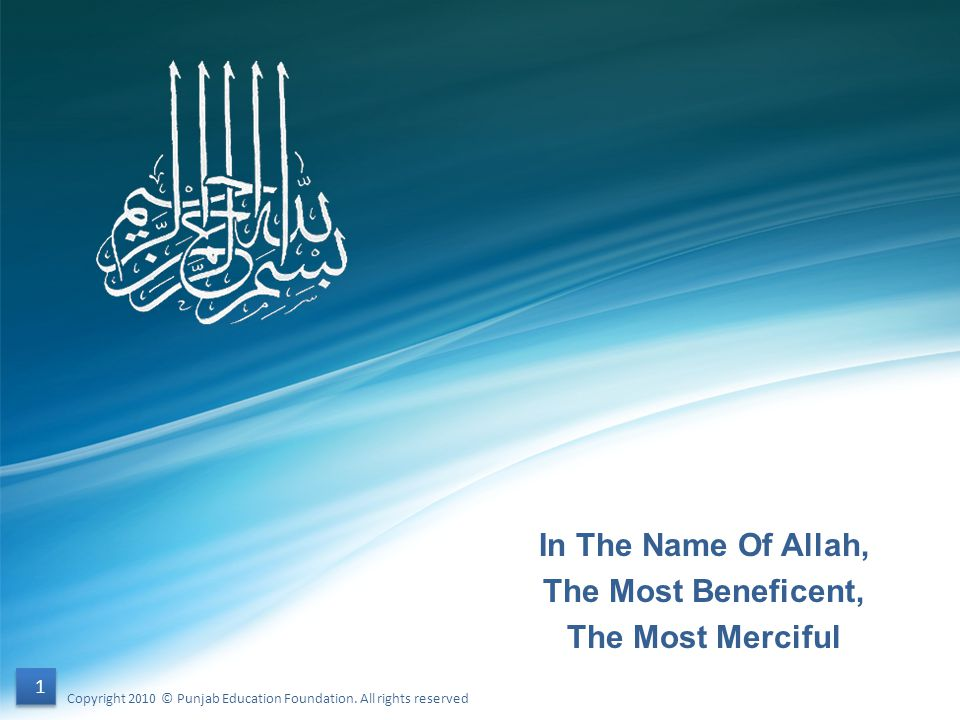 بسم الله الرحمن الرحيم
In The Name Of Allah,
The Most Beneficent,
The Most Merciful
1
Copyright 2010 © Punjab Education Foundation. All rights reserved